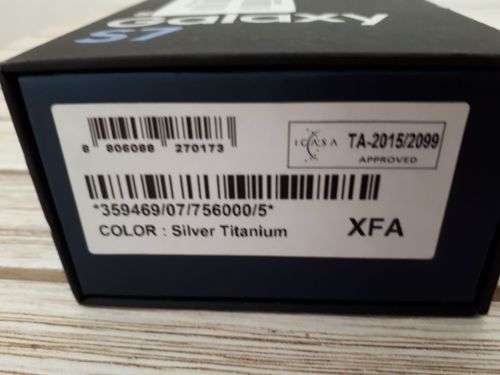 Galaxy
S7
8 806088 270173
ICASA TA-2015/2099
APPROVED
*359469/07/756000/5*
COLOR : Silver Titanium XFA